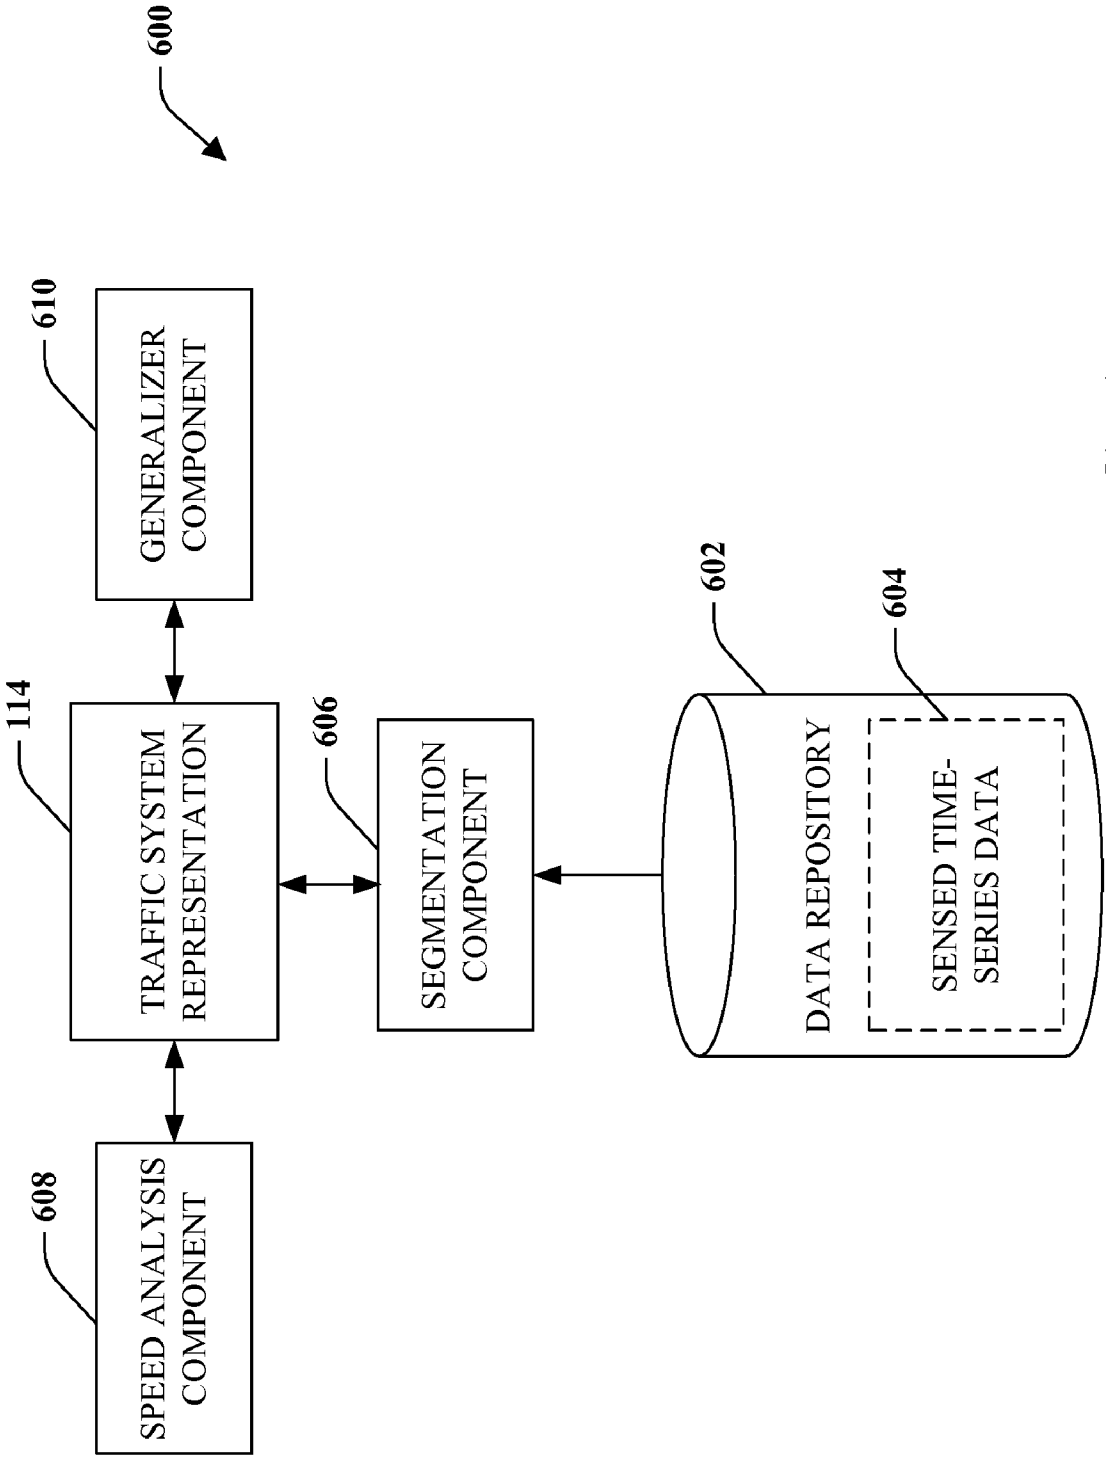 600
114
610
608
TRAFFIC SYSTEM
REPRESENTATION
GENERALIZER
COMPONENT
SPEED ANALYSIS
COMPONENT
606
SEGMENTATION
COMPONENT
602
DATA REPOSITORY
604
SENSED TIME-
SERIES DATA